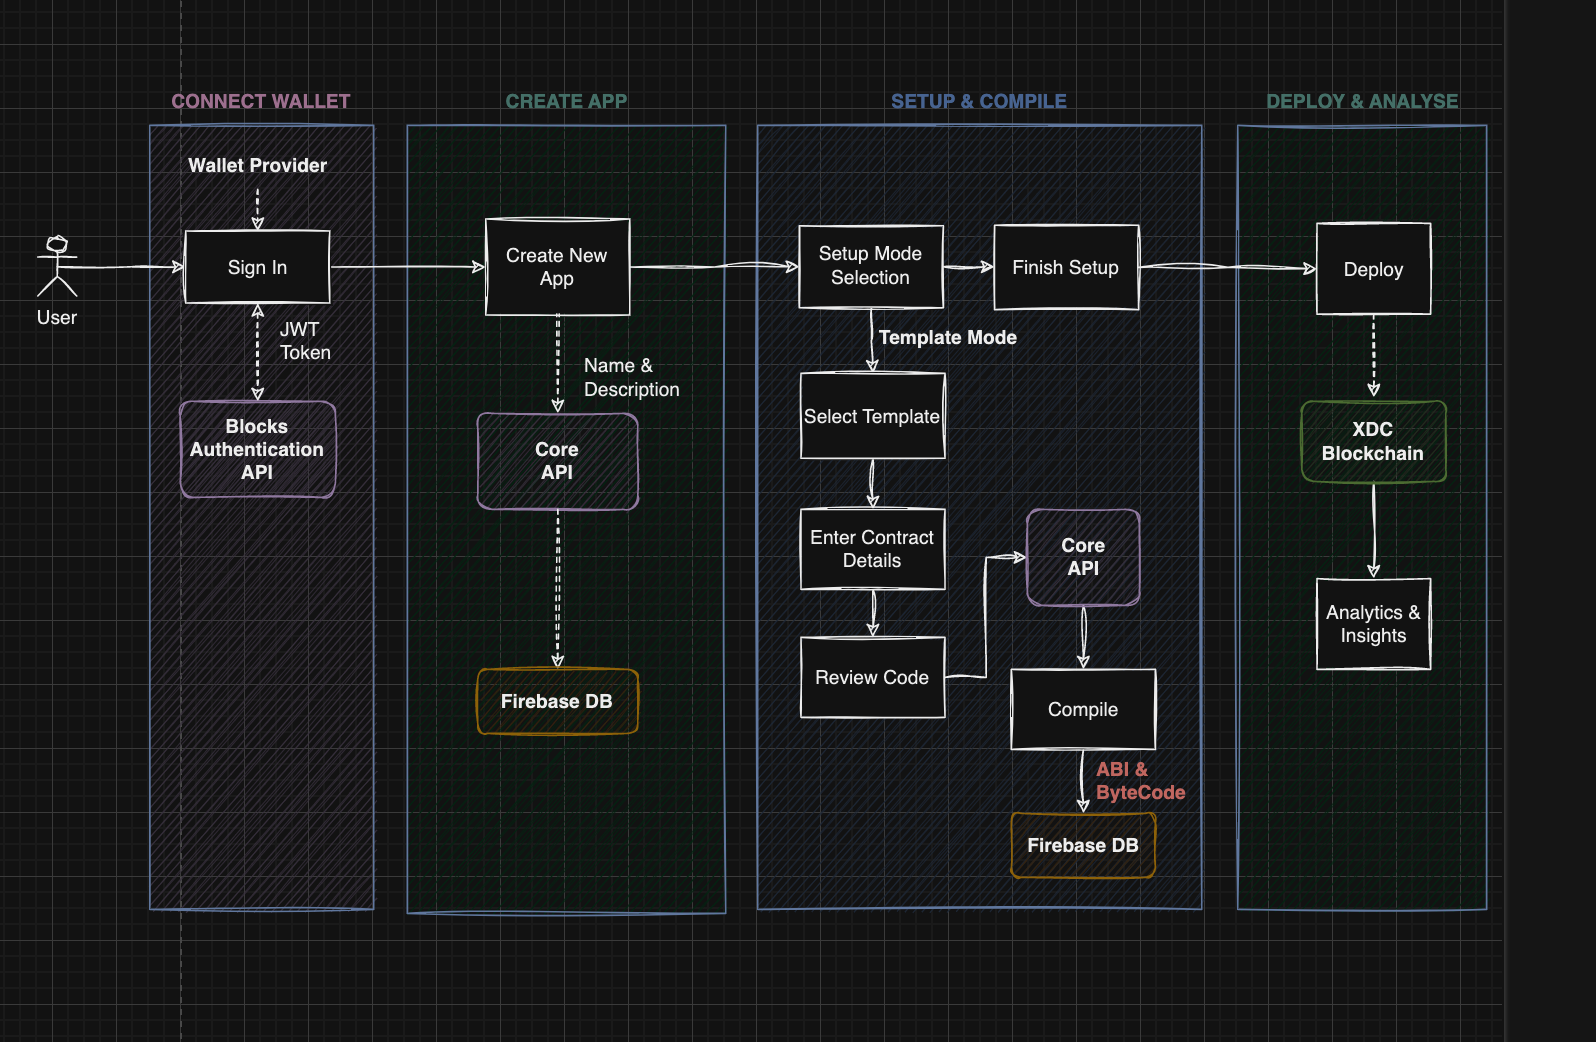 CONNECT WALLET
CREATE APP
SETUP & COMPILE
DEPLOY & ANALYSE
Wallet Provider
User
Sign In
JWT
Token
Blocks
Authentication
API
Create New
App
Name &
Description
Core
API
Firebase DB
Setup Mode
Selection
Finish Setup
Template Mode
Select Template
Enter Contract
Details
Review Code
Core
API
Compile
ABI &
ByteCode
Firebase DB
Deploy
XDC
Blockchain
Analytics &
Insights